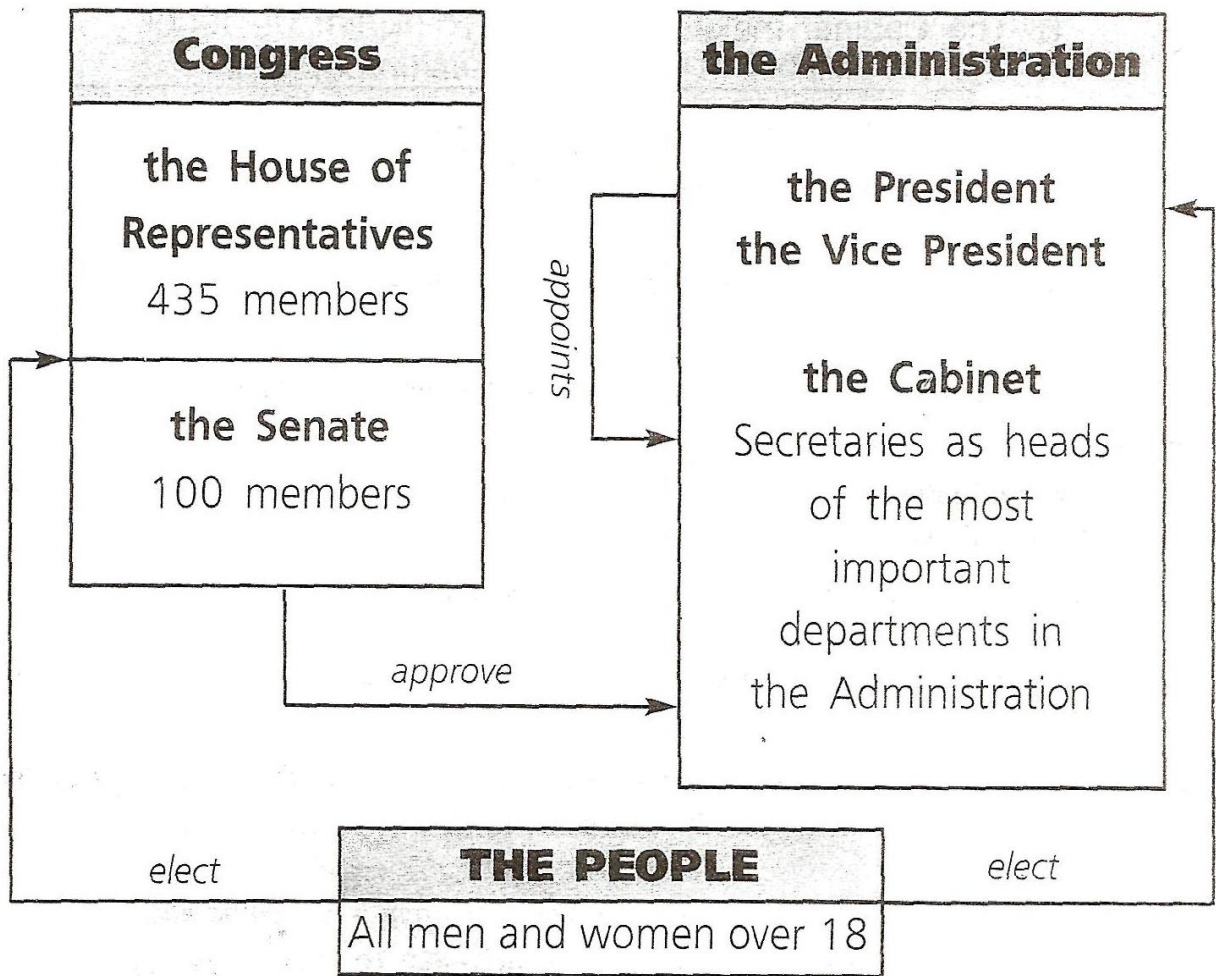 Congress
the House of
Representatives
435 members
the Senate
100 members
the Administration
the President
the Vice President
the Cabinet
Secretaries as heads
of the most
important
departments in
the Administration
appoints
approve
elect
THE PEOPLE
All men and women over 18
elect